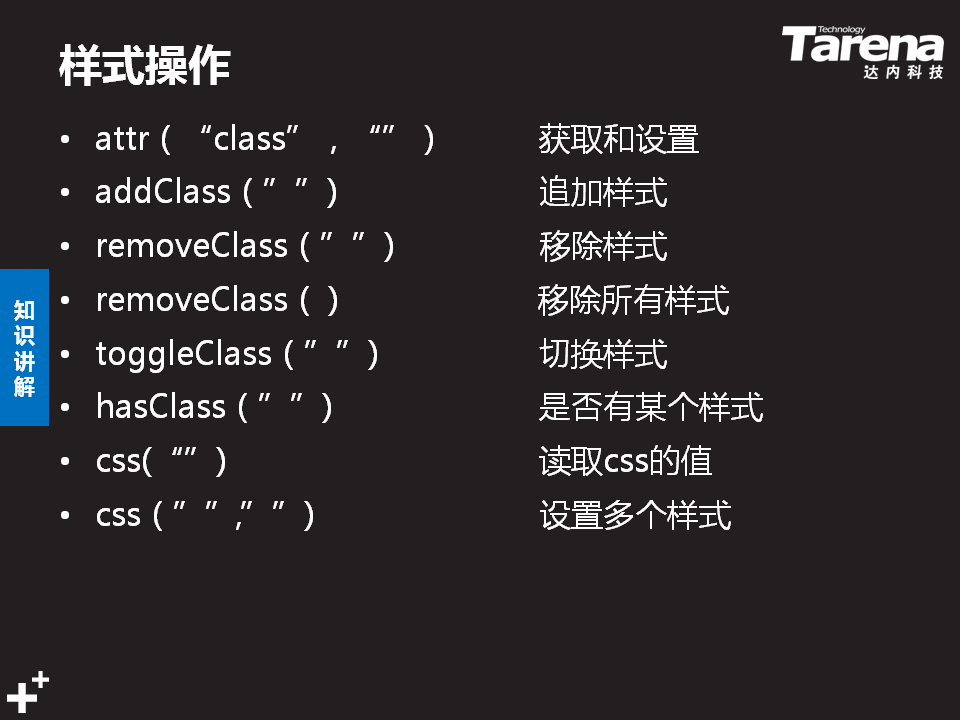 样式操作
Technology
Tarena
达内科技
• attr（ “class” ， “” ） 获取和设置
• addClass（ ” ” ） 追加样式
• removeClass（ ” ” ） 移除样式
• removeClass（ ） 移除所有样式
• toggleClass（ ” ” ） 切换样式
• hasClass（ ” ” ） 是否有某个样式
• css( “” ） 读取css的值
• css（ ” ” ,” ” ） 设置多个样式
知识讲解